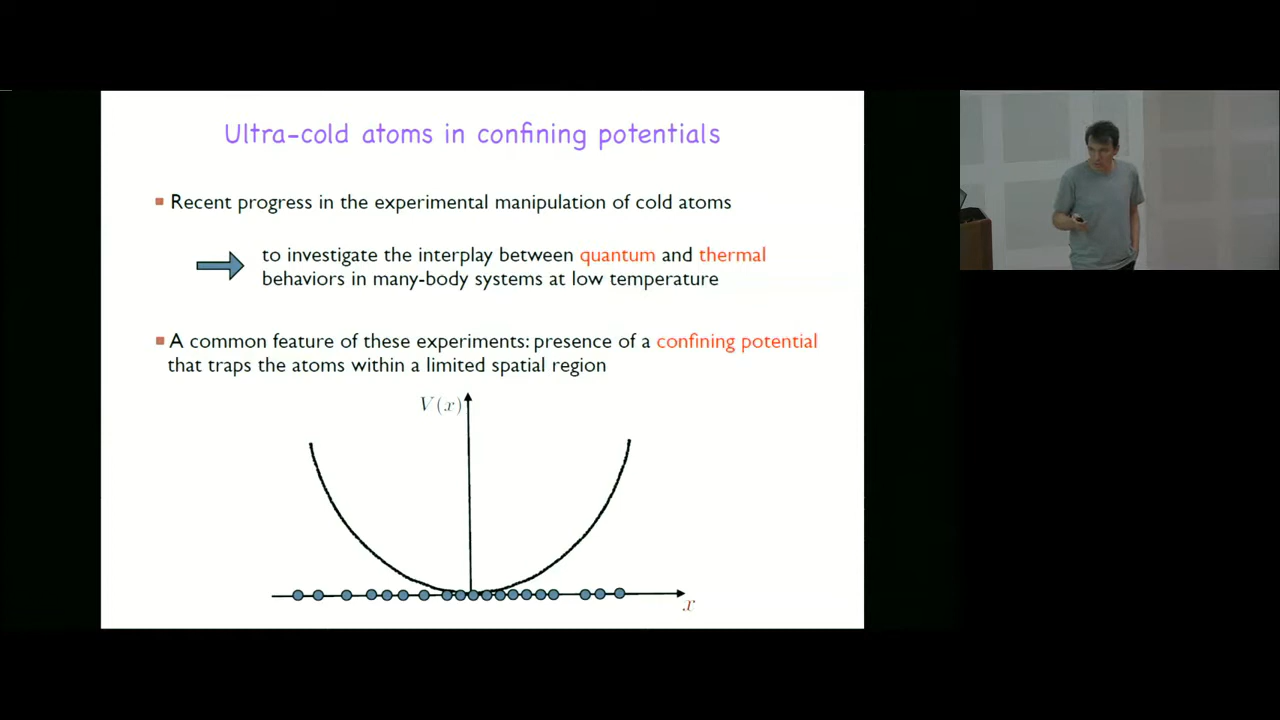 Ultra-cold atoms in confining potentials
Recent progress in the experimental manipulation of cold atoms
to investigate the interplay between quantum and thermal
behaviors in many-body systems at low temperature
A common feature of these experiments: presence of a confining potential
that traps the atoms within a limited spatial region
V(x)
x